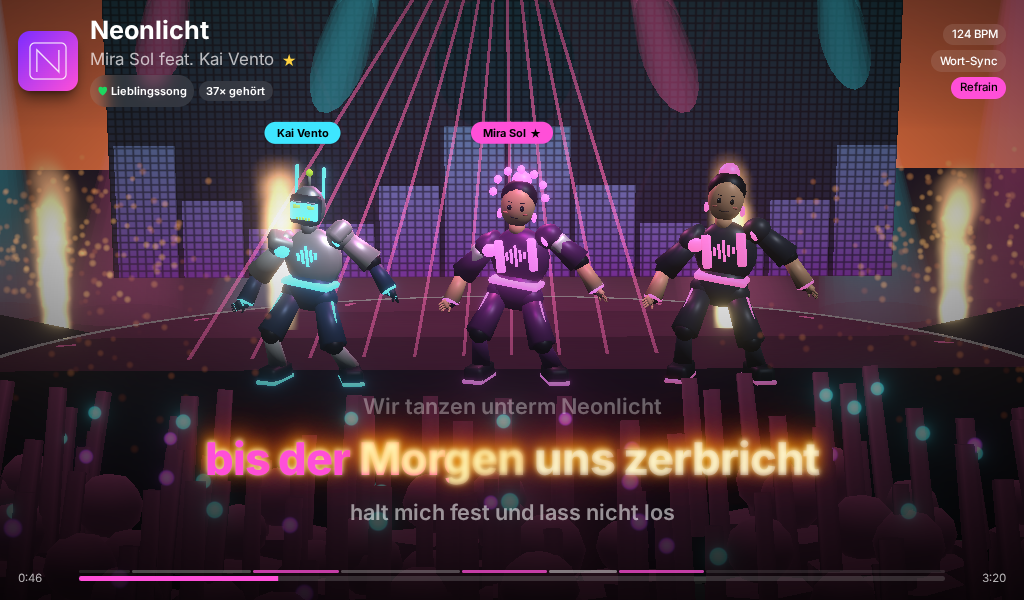 N
Neonlicht
Mira Sol feat. Kai Vento ★
Lieblingssong
37× gehört
124 BPM
Wort-Sync
Refrain
Kai Vento
Mira Sol ★
Wir tanzen unterm Neonlicht
bis der Morgen uns zerbricht
halt mich fest und lass nicht los
0:46
3:20